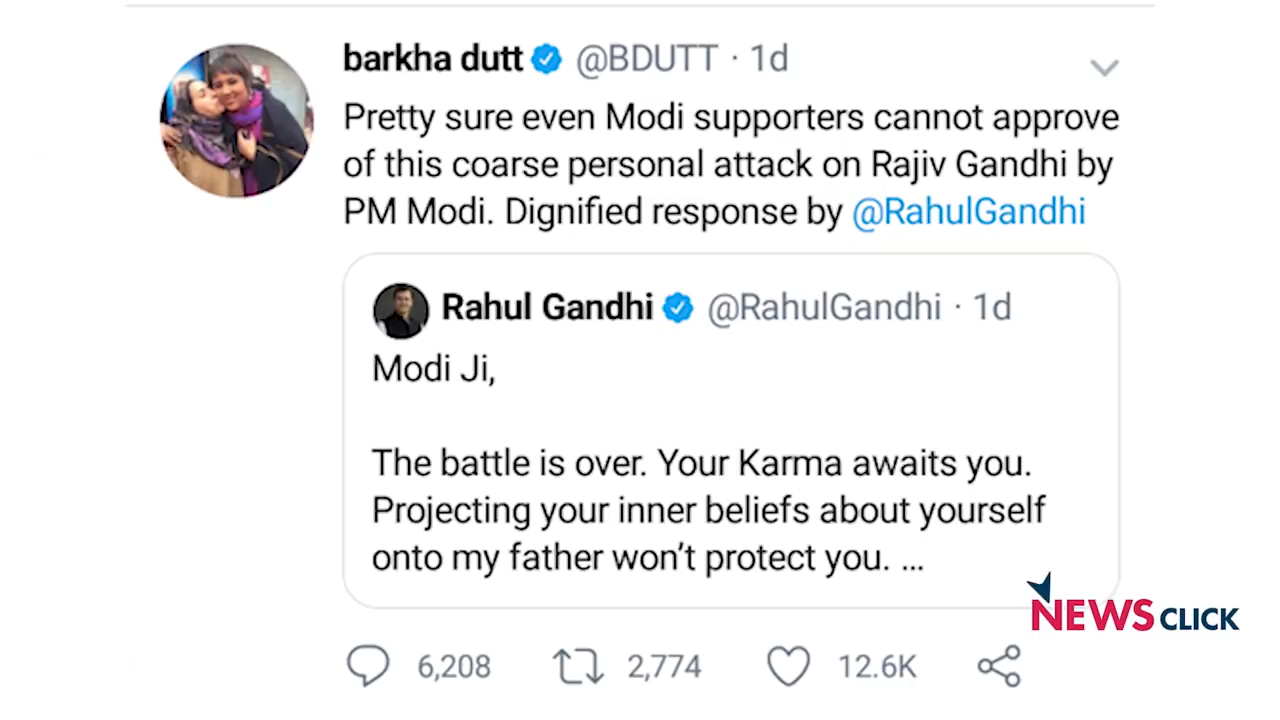 barkha dutt @BDUTT · 1d
Pretty sure even Modi supporters cannot approve
of this coarse personal attack on Rajiv Gandhi by
PM Modi. Dignified response by @RahulGandhi
Rahul Gandhi @RahulGandhi · 1d
Modi Ji,
The battle is over. Your Karma awaits you.
Projecting your inner beliefs about yourself
onto my father won’t protect you. ...
NEWS CLICK
6,208 2,774 12.6K